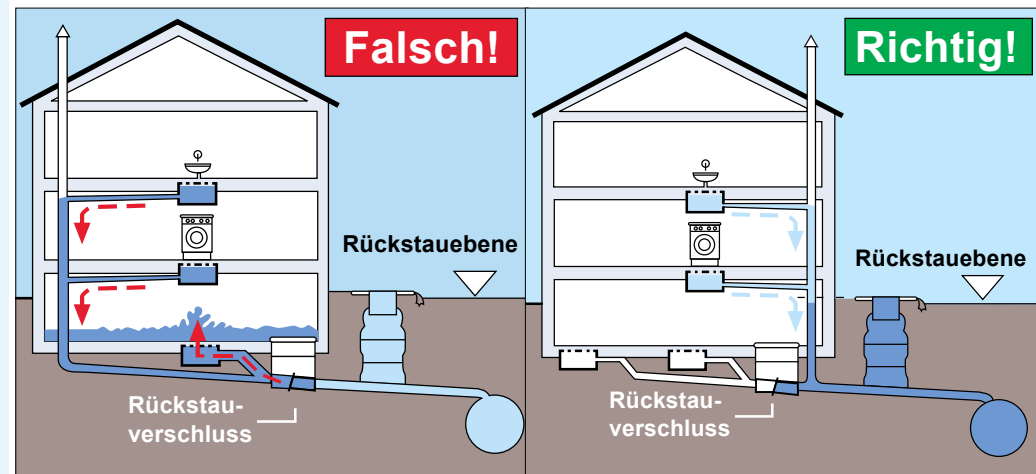 Falsch!
Rückstauebene
Rückstau-
verschluss
Richtig!
Rückstauebene
Rückstau-
verschluss